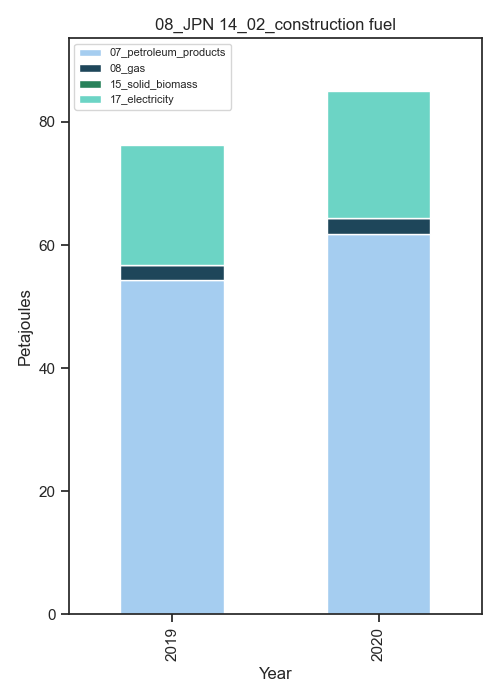 08_JPN 14_02_construction fuel
07_petroleum_products
08_gas
15_solid_biomass
17_electricity
Petajoules
80
60
40
20
0
2019
2020
Year